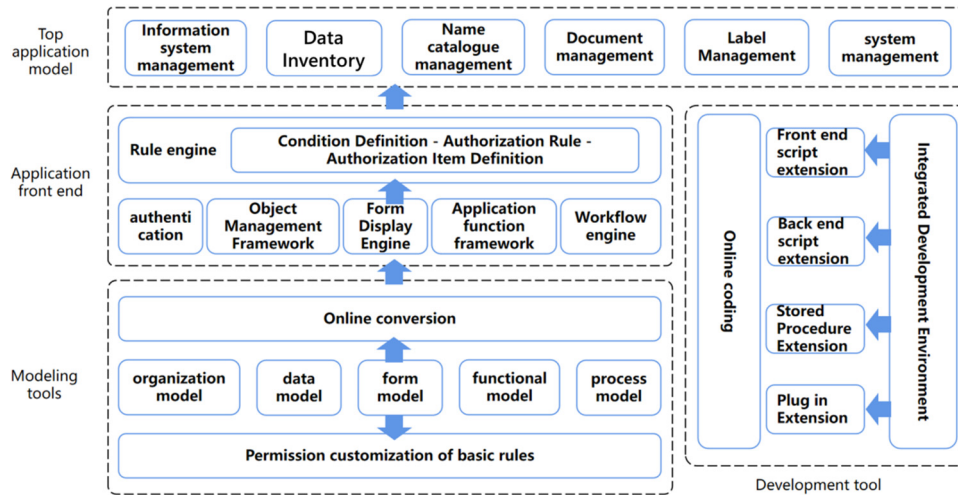 Top
application
model
Information
system
management
Data
Inventory
Name
catalogue
management
Document
management
Label
Management
system
management
Application
front end
Rule engine
Condition Definition - Authorization Rule -
Authorization Item Definition
authenti
cation
Object
Management
Framework
Form
Display
Engine
Application
function
framework
Workflow
engine
Modeling
tools
Online conversion
organization
model
data
model
form
model
functional
model
process
model
Permission customization of basic rules
Online coding
Front end
script
extension
Back end
script
extension
Stored
Procedure
Extension
Plug in
Extension
Integrated Development Environment
Development tool